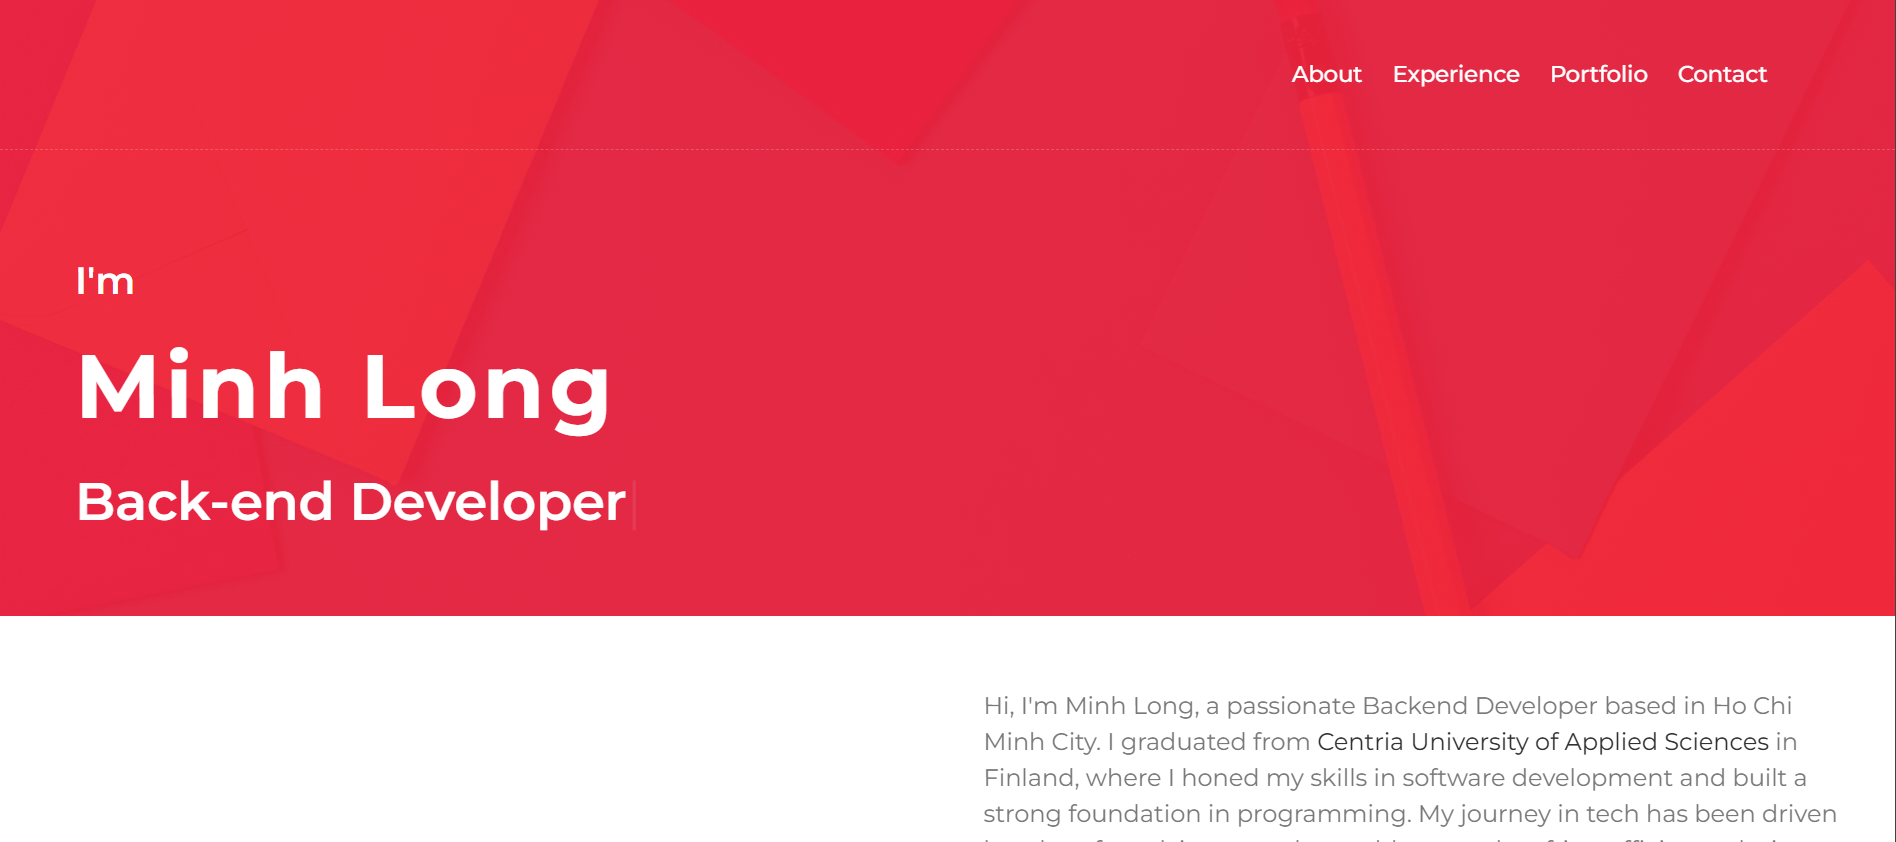 About Experience Portfolio Contact
I'm
Minh Long
Back-end Developer
Hi, I'm Minh Long, a passionate Backend Developer based in Ho Chi
Minh City. I graduated from Centria University of Applied Sciences in
Finland, where I honed my skills in software development and built a
strong foundation in programming. My journey in tech has been driven